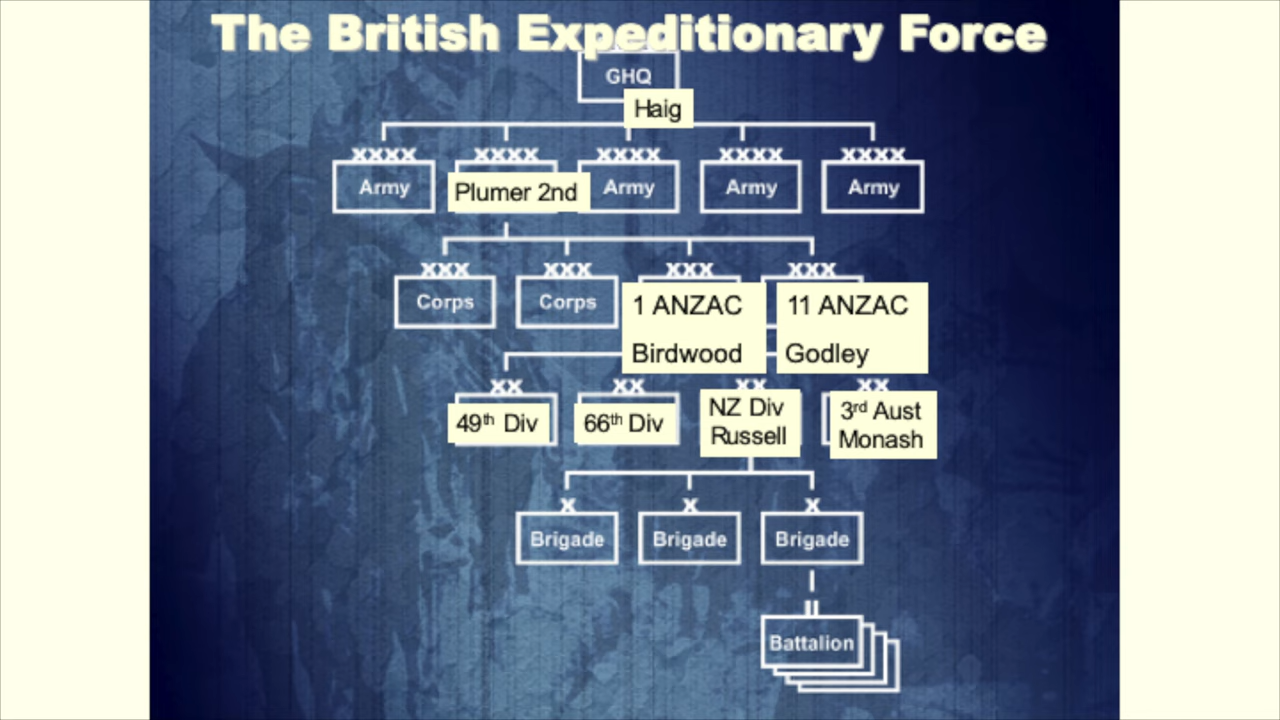 The British Expeditionary Force
GHQ
Haig
XXXX XXXX XXXX XXXX XXXX
Army Plumer 2nd Army Army Army
XXX XXX XXX XXX
Corps Corps 1 ANZAC 11 ANZAC
Birdwood Godley
XX XX XX XX
49th Div 66th Div NZ Div 3rd Aust
Russell Monash
X X X
Brigade Brigade Brigade
II
Battalion